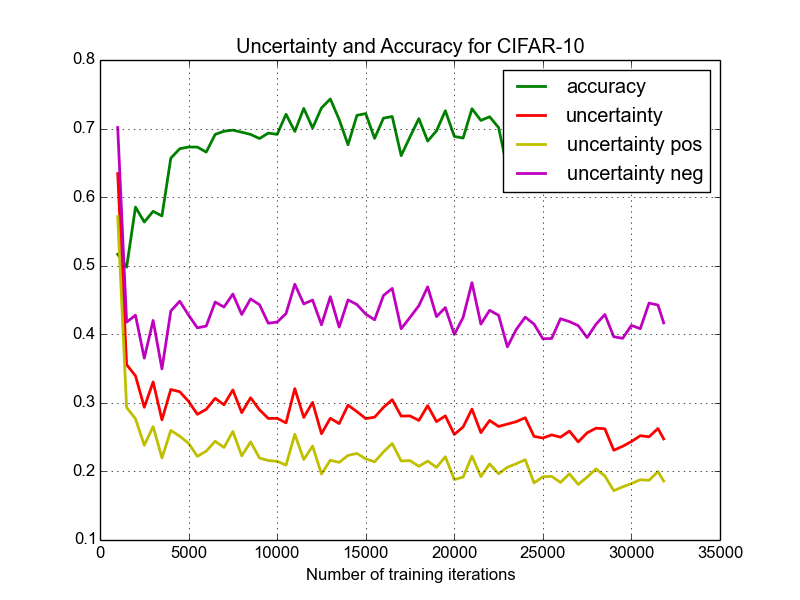 Uncertainty and Accuracy for CIFAR-10
0.8
0.7
0.6
0.5
0.4
0.3
0.2
0.1
accuracy
uncertainty
uncertainty pos
uncertainty neg
0 5000 10000 15000 20000 25000 30000 35000
Number of training iterations